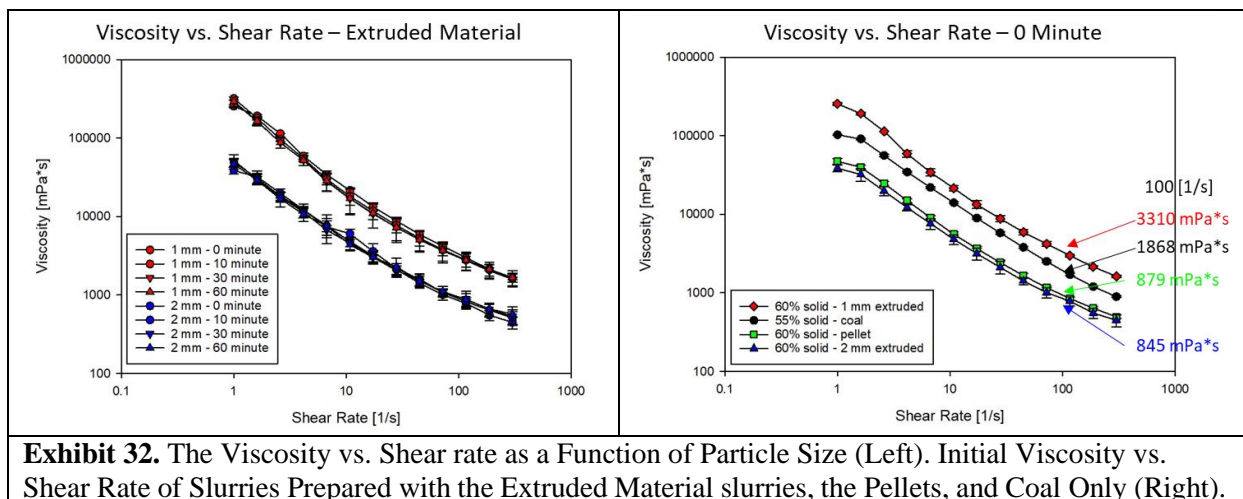 Viscosity vs. Shear Rate – Extruded Material
1000000
100000
10000
1000
100
Viscosity [mPa*s]
1 mm - 0 minute
1 mm - 10 minute
1 mm - 30 minute
1 mm - 60 minute
2 mm - 0 minute
2 mm - 10 minute
2 mm - 30 minute
2 mm - 60 minute
0.1 1 10 100 1000
Shear Rate [1/s]
Viscosity vs. Shear Rate – 0 Minute
1000000
100000
10000
1000
100
Viscosity [mPa*s]
100 [1/s]
3310 mPa*s
1868 mPa*s
879 mPa*s
845 mPa*s
60% solid - 1 mm extruded
55% solid - coal
60% solid - pellet
60% solid - 2 mm extruded
0.1 1 10 100 1000
Shear Rate [1/s]
Exhibit 32. The Viscosity vs. Shear rate as a Function of Particle Size (Left). Initial Viscosity vs.
Shear Rate of Slurries Prepared with the Extruded Material slurries, the Pellets, and Coal Only (Right).